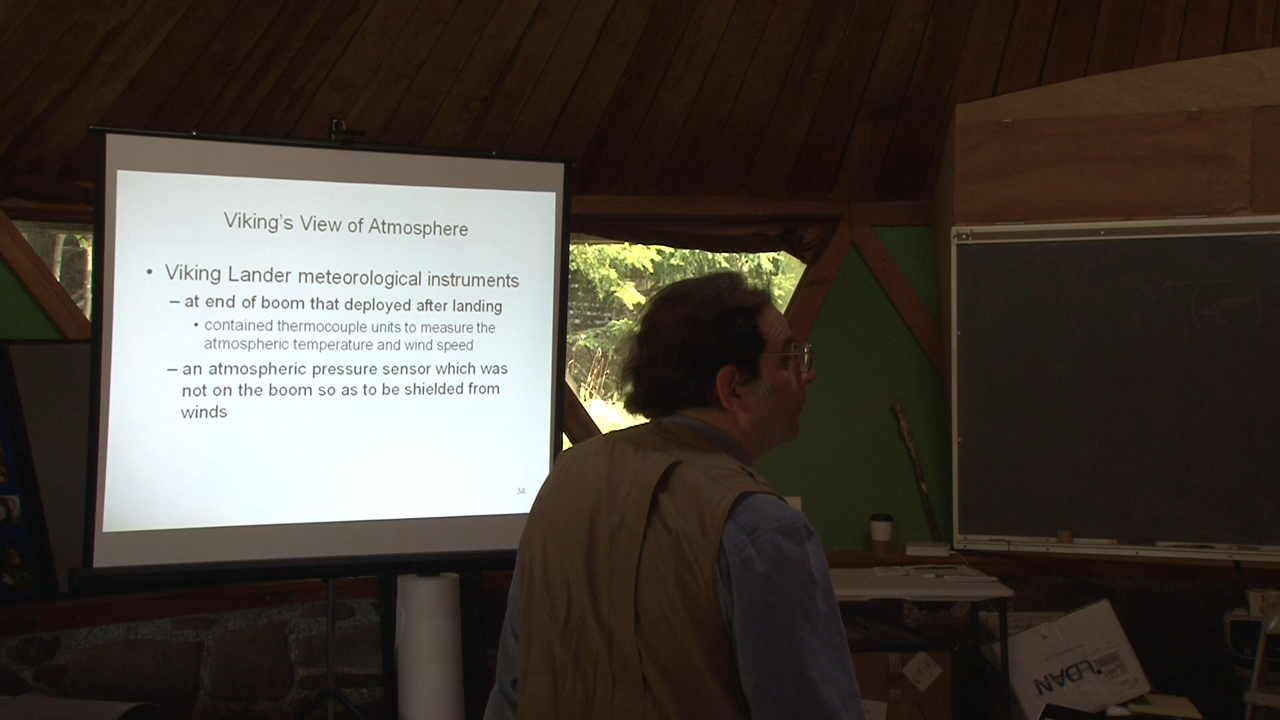 Viking's View of Atmosphere
• Viking Lander meteorological instruments
– at end of boom that deployed after landing
• contained thermocouple units to measure the
atmospheric temperature and wind speed
– an atmospheric pressure sensor which was
not on the boom so as to be shielded from
winds
34